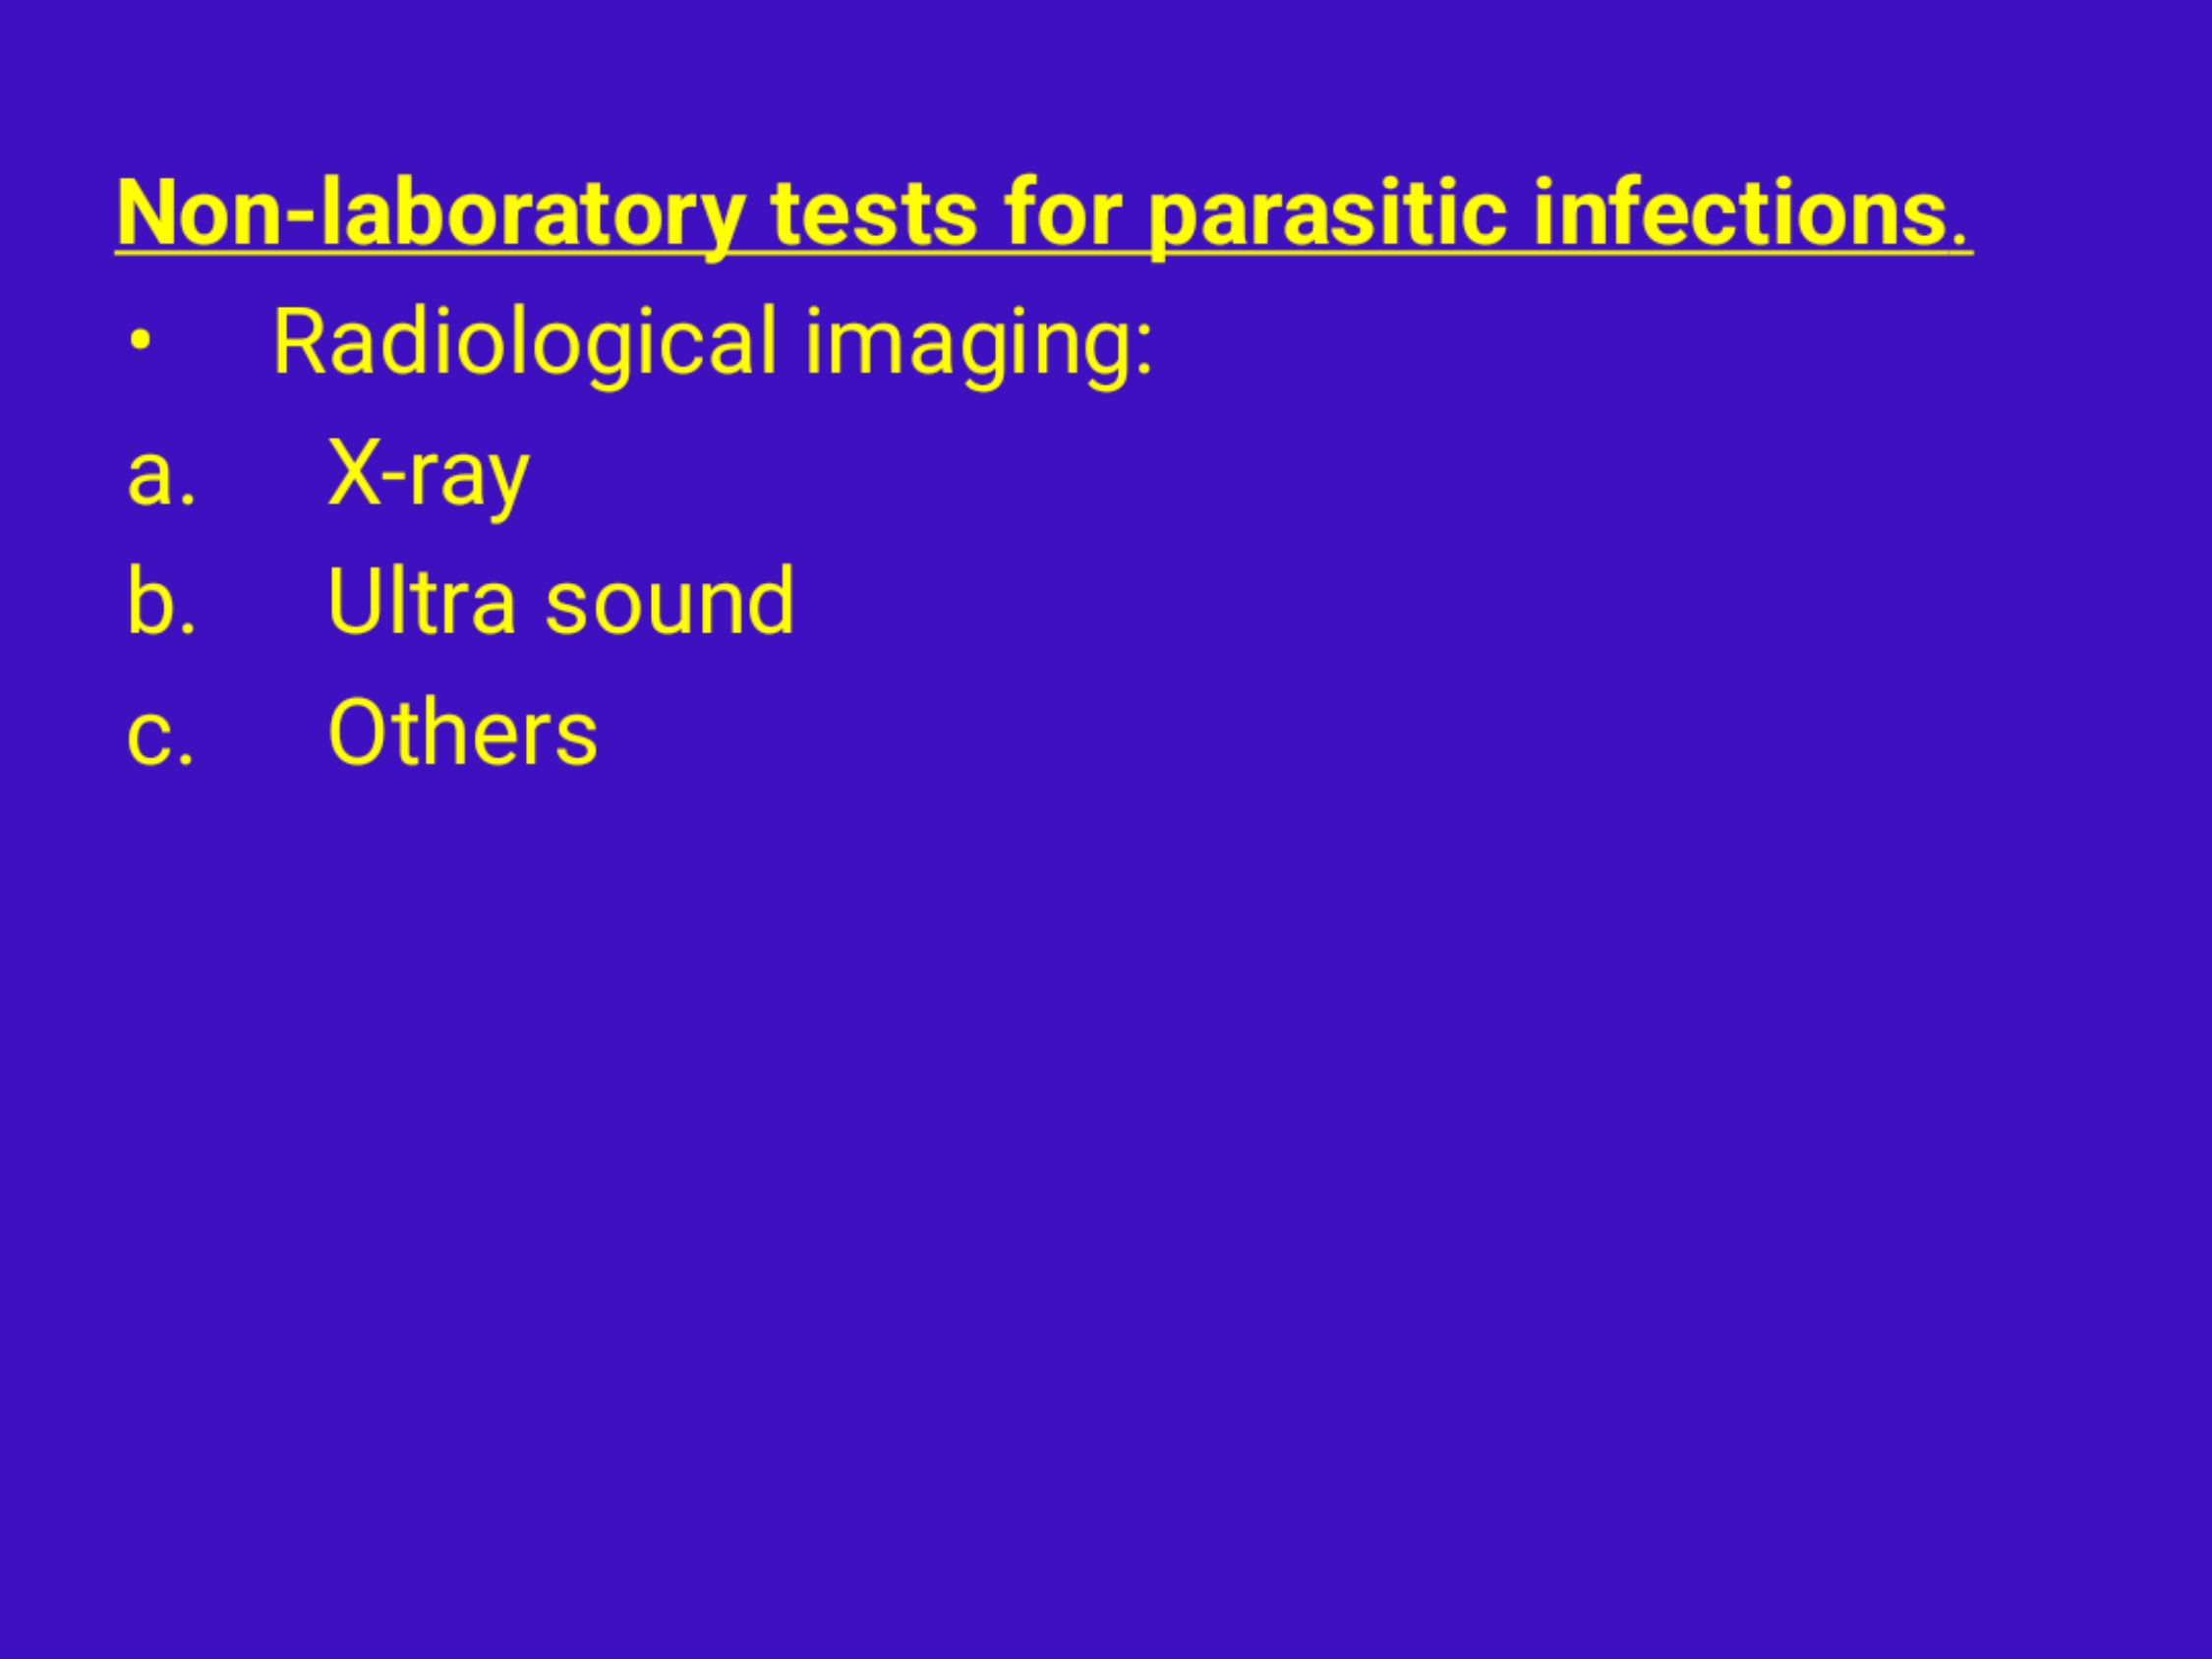 Non-laboratory tests for parasitic infections.
• Radiological imaging:
a. X-ray
b. Ultra sound
c. Others